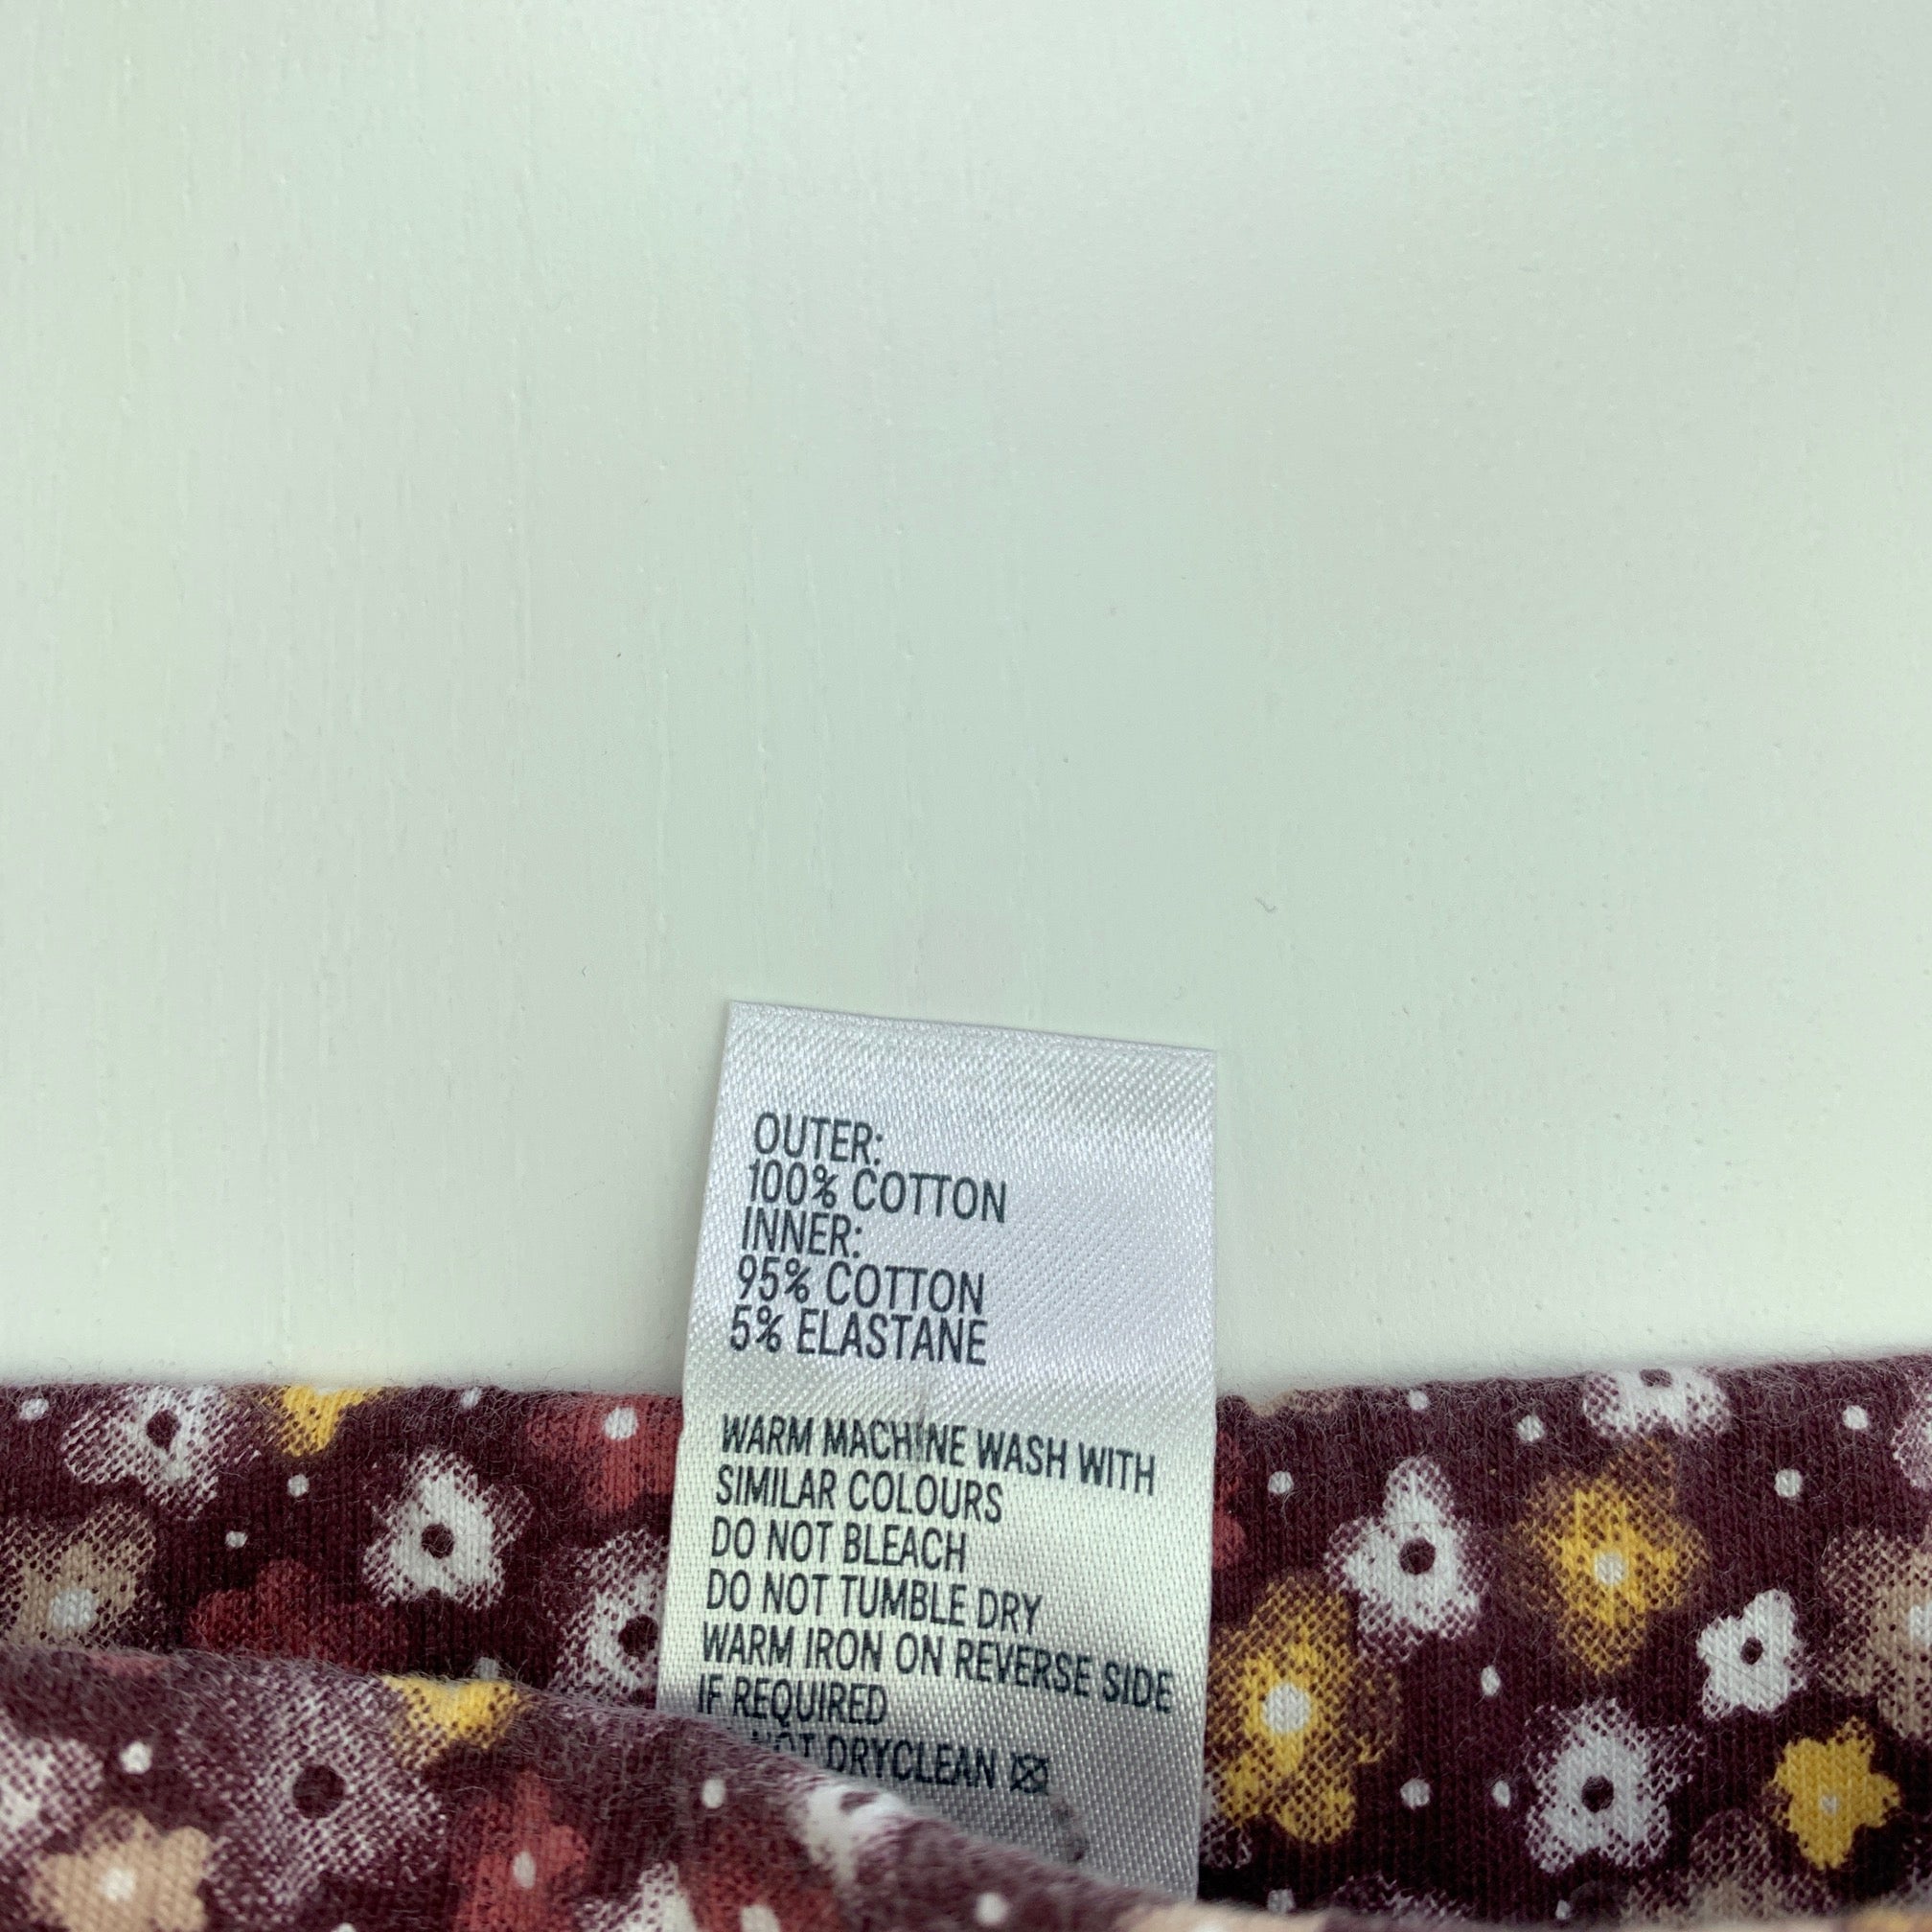 OUTER:
100% COTTON
INNER:
95% COTTON
5% ELASTANE
WARM MACHINE WASH WITH
SIMILAR COLOURS
DO NOT BLEACH
DO NOT TUMBLE DRY
WARM IRON ON REVERSE SIDE
IF REQUIRED
NOT DRYCLEAN